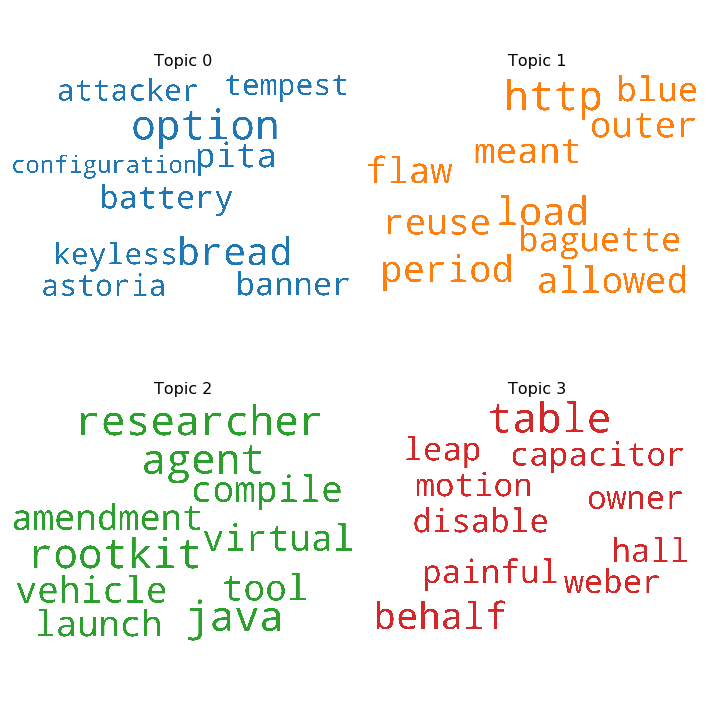 Topic 0
attacker tempest
option
configuration pita
battery
keyless bread
astoria banner
Topic 1
http blue
outer
meant
flaw
reuse load
baguette
period
allowed
Topic 2
researcher
agent
compile
amendment
virtual
rootkit
vehicle tool
launch java
Topic 3
table
leap capacitor
motion
owner
disable
hall
painful weber
behalf